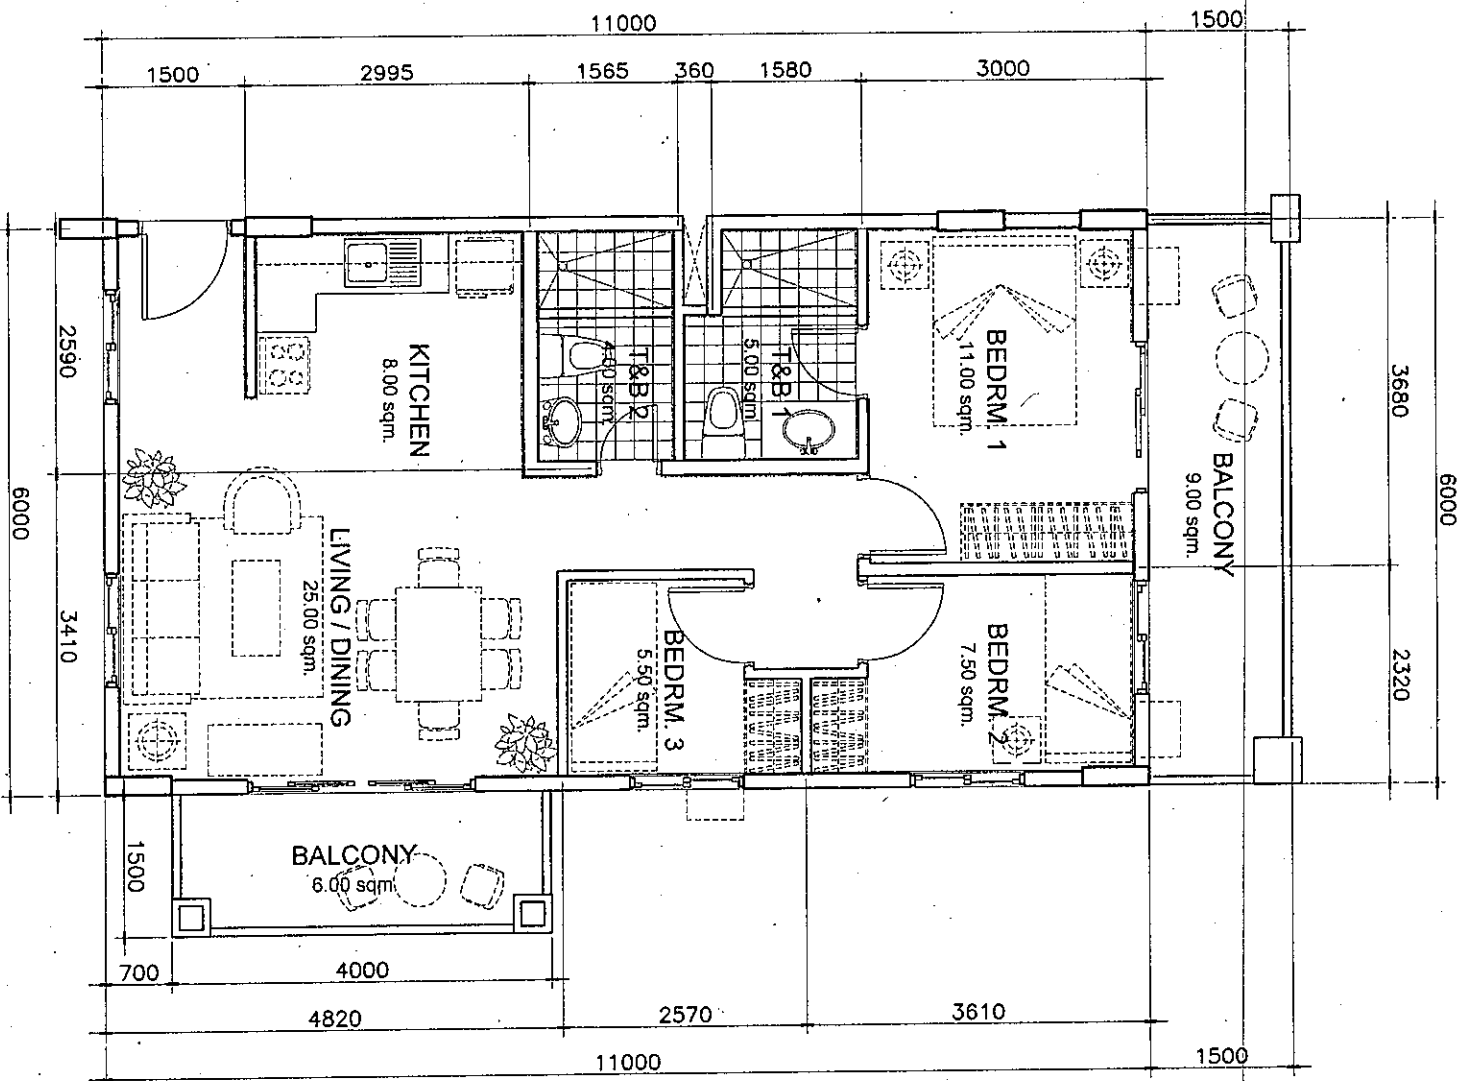 11000
1500
1500
2995
1565
360
1580
3000
2590
3410
6000
3680
2320
6000
KITCHEN
8.00 sqm.
T&B 2
T&B 1
5.00 sqm.
BEDRM. 1
11.00 sqm.
BALCONY
9.00 sqm.
LIVING / DINING
25.00 sqm.
BEDRM. 3
5.50 sqm.
BEDRM. 2
7.50 sqm.
BALCONY
6.00 sqm.
1500
700
4000
4820
2570
3610
11000
1500